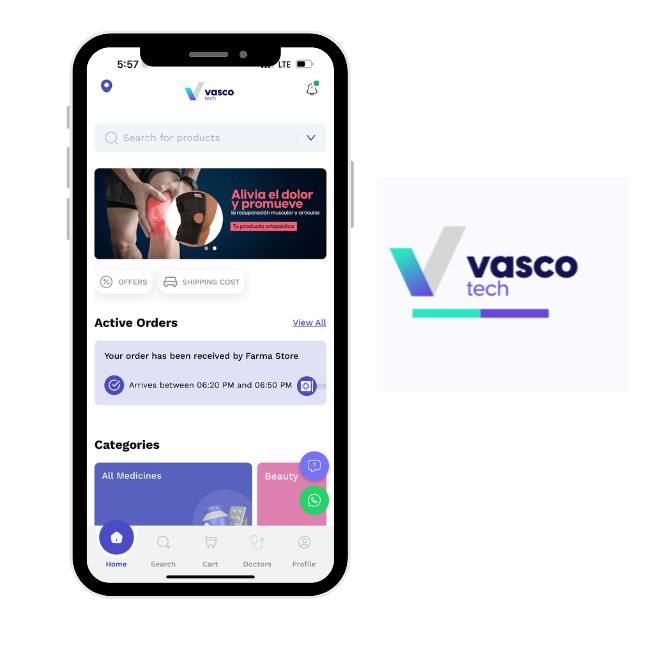 5:57
LTE
vasco
tech
Search for products
Alivia el dolor
y promueve
la recuperación muscular y articular.
Tu producto ortopédico
OFFERS
SHIPPING COST
Active Orders
View All
Your order has been received by Farma Store
Arrives between 06:20 PM and 06:50 PM
Categories
All Medicines
Beauty
Home
Search
Cart
Doctors
Profile
vasco
tech